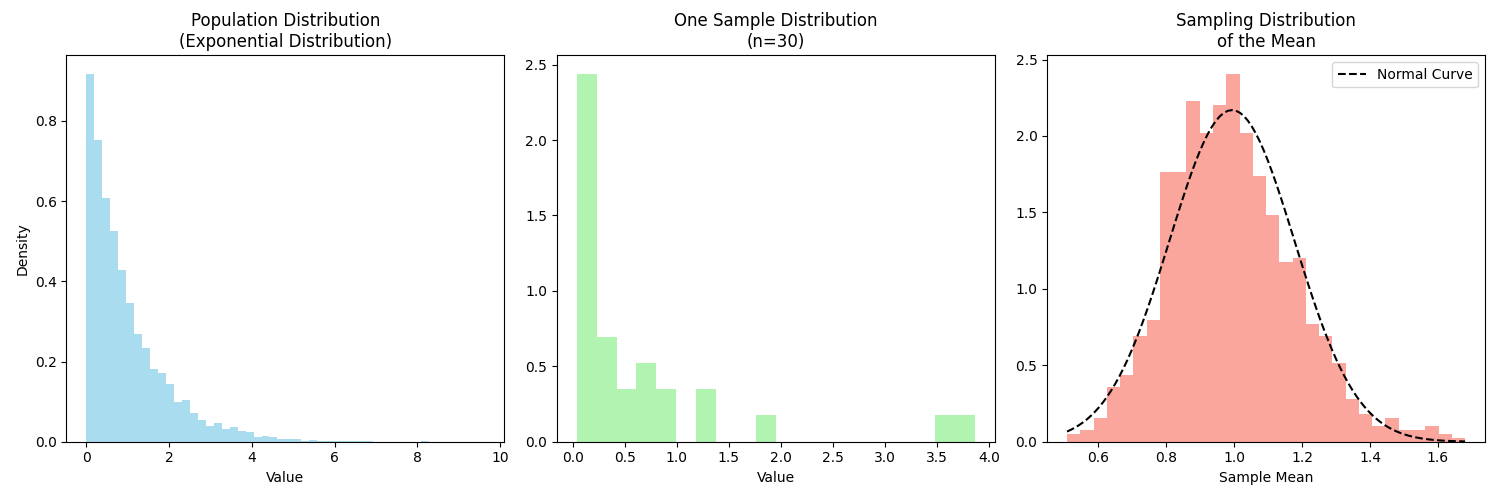 Population Distribution
(Exponential Distribution)
Density
0.8
0.6
0.4
0.2
0.0
0 2 4 6 8 10
Value
One Sample Distribution
(n=30)
2.5
2.0
1.5
1.0
0.5
0.0
0.0 0.5 1.0 1.5 2.0 2.5 3.0 3.5 4.0
Value
Sampling Distribution
of the Mean
Normal Curve
2.5
2.0
1.5
1.0
0.5
0.0
0.6 0.8 1.0 1.2 1.4 1.6
Sample Mean